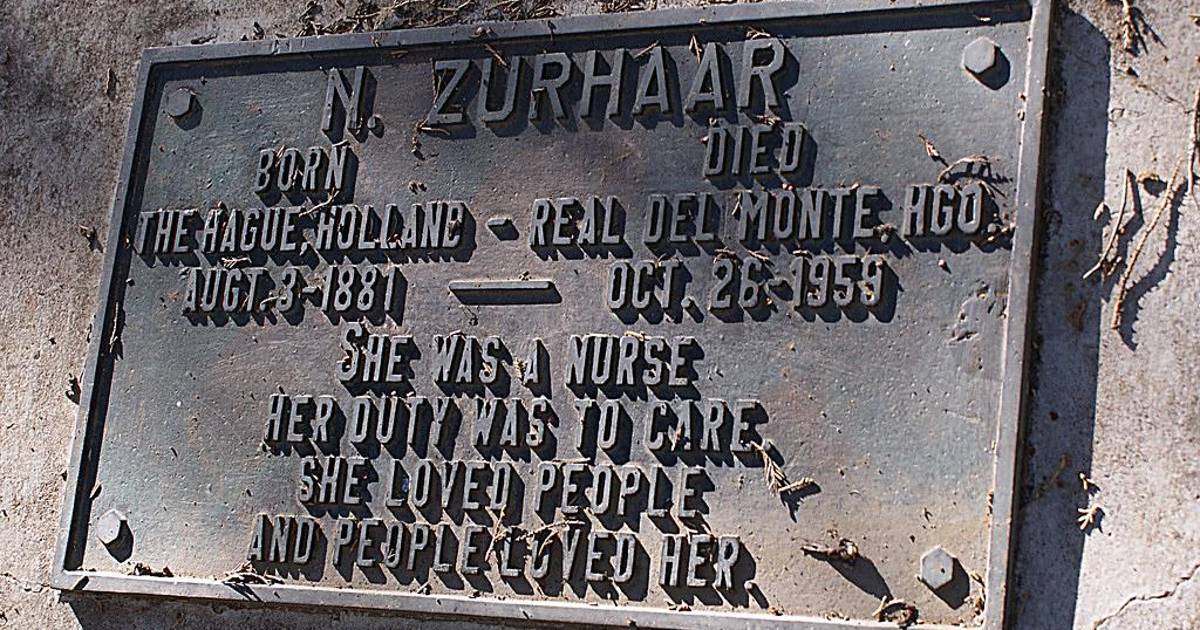 N. ZURHAAR
BORN DIED
THE HAGUE, HOLLAND - REAL DEL MONTE, HGO.
AUGT. 3-1881 — OCT. 26-1959
SHE WAS A NURSE
HER DUTY WAS TO CARE
SHE LOVED PEOPLE
AND PEOPLE LOVED HER.